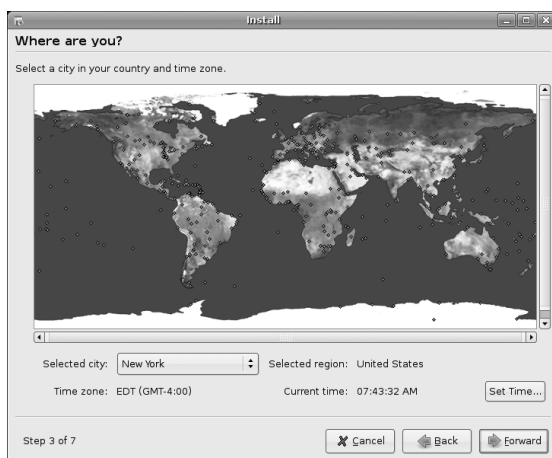 Install
Where are you?
Select a city in your country and time zone.
Selected city: New York Selected region: United States
Time zone: EDT (GMT-4:00) Current time: 07:43:32 AM Set Time...
Step 3 of 7 Cancel Back Forward